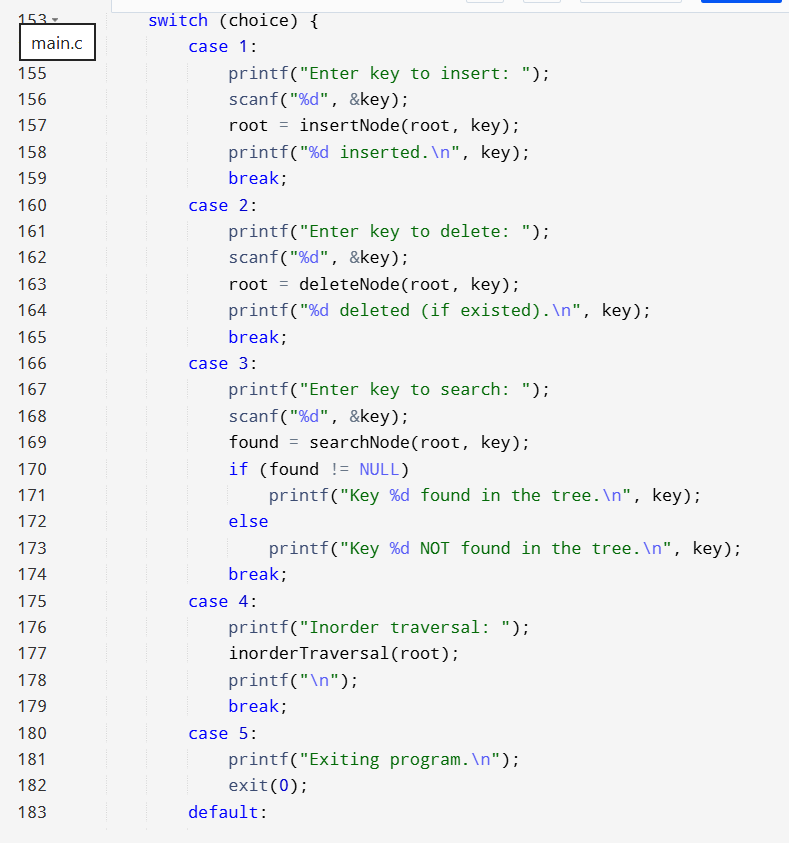 153 switch (choice) {
main.c case 1:
155 printf("Enter key to insert: ");
156 scanf("%d", &key);
157 root = insertNode(root, key);
158 printf("%d inserted.\n", key);
159 break;
160 case 2:
161 printf("Enter key to delete: ");
162 scanf("%d", &key);
163 root = deleteNode(root, key);
164 printf("%d deleted (if existed).\n", key);
165 break;
166 case 3:
167 printf("Enter key to search: ");
168 scanf("%d", &key);
169 found = searchNode(root, key);
170 if (found != NULL)
171 printf("Key %d found in the tree.\n", key);
172 else
173 printf("Key %d NOT found in the tree.\n", key);
174 break;
175 case 4:
176 printf("Inorder traversal: ");
177 inorderTraversal(root);
178 printf("\n");
179 break;
180 case 5:
181 printf("Exiting program.\n");
182 exit(0);
183 default: